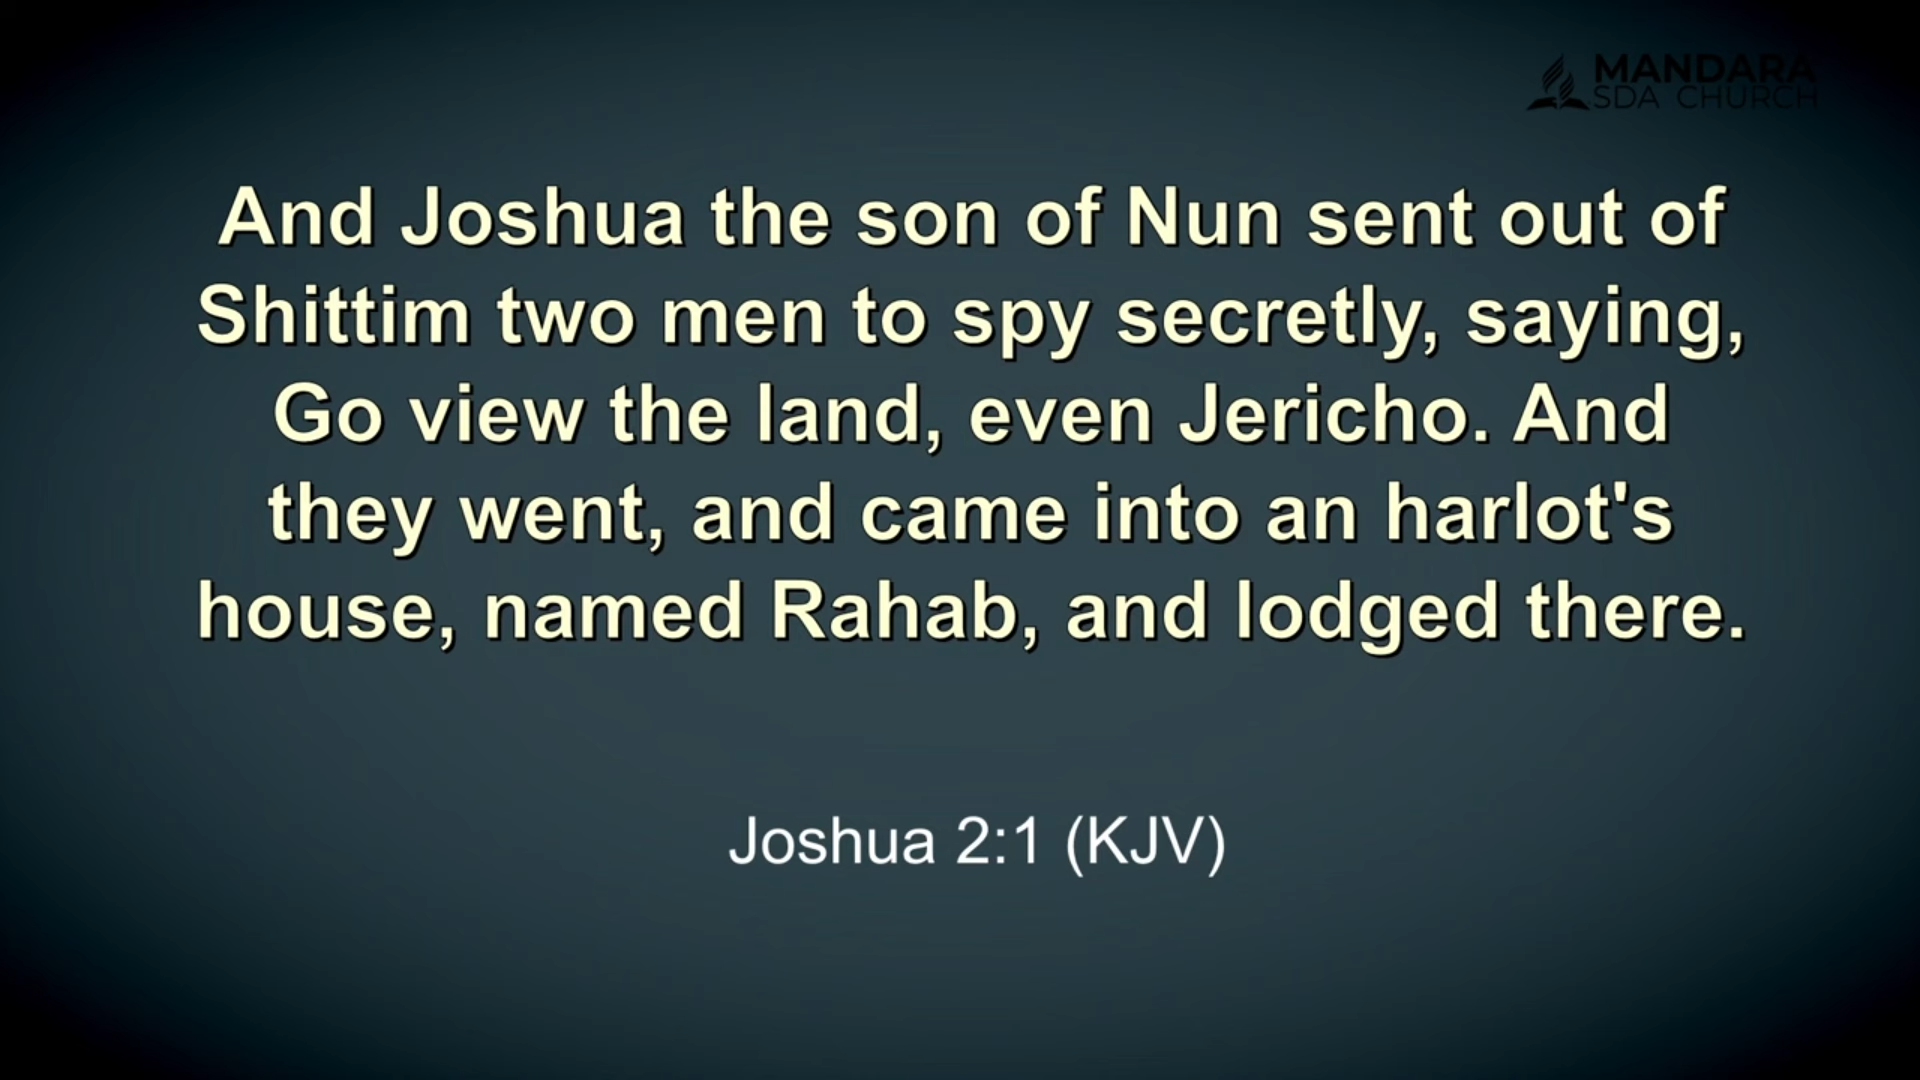 MANDARA
SDA CHURCH
And Joshua the son of Nun sent out of
Shittim two men to spy secretly, saying,
Go view the land, even Jericho. And
they went, and came into an harlot's
house, named Rahab, and lodged there.
Joshua 2:1 (KJV)